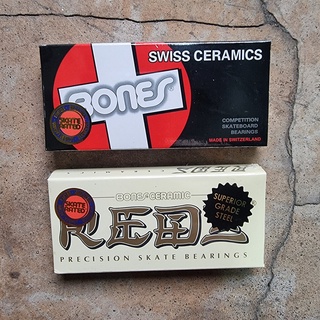 SWISS CERAMICS
BONES
SKATE
RATED
COMPETITION
SKATEBOARD
BEARINGS
MADE IN SWITZERLAND
BONES CERAMIC
SKATE
RATED
REDZ
SUPERIOR
GRADE
STEEL
PRECISION SKATE BEARINGS